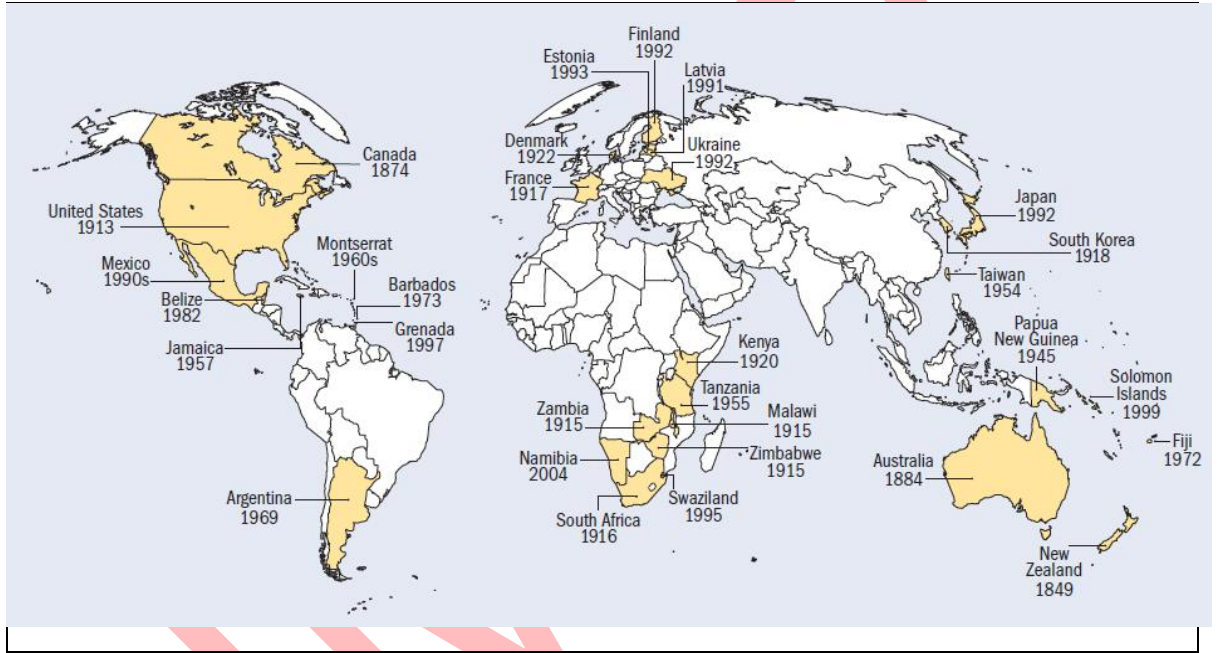 Finland
1992
Estonia
1993
Latvia
1991
Denmark
1922
Ukraine
1992
France
1917
Canada
1874
United States
1913
Mexico
1990s
Belize
1982
Jamaica
1957
Montserrat
1960s
Barbados
1973
Grenada
1997
Argentina
1969
Japan
1992
South Korea
1918
Taiwan
1954
Papua
New Guinea
1945
Solomon
Islands
1999
Fiji
1972
Kenya
1920
Tanzania
1955
Malawi
1915
Zambia
1915
Zimbabwe
1915
Namibia
2004
Swaziland
1995
South Africa
1916
Australia
1884
New
Zealand
1849